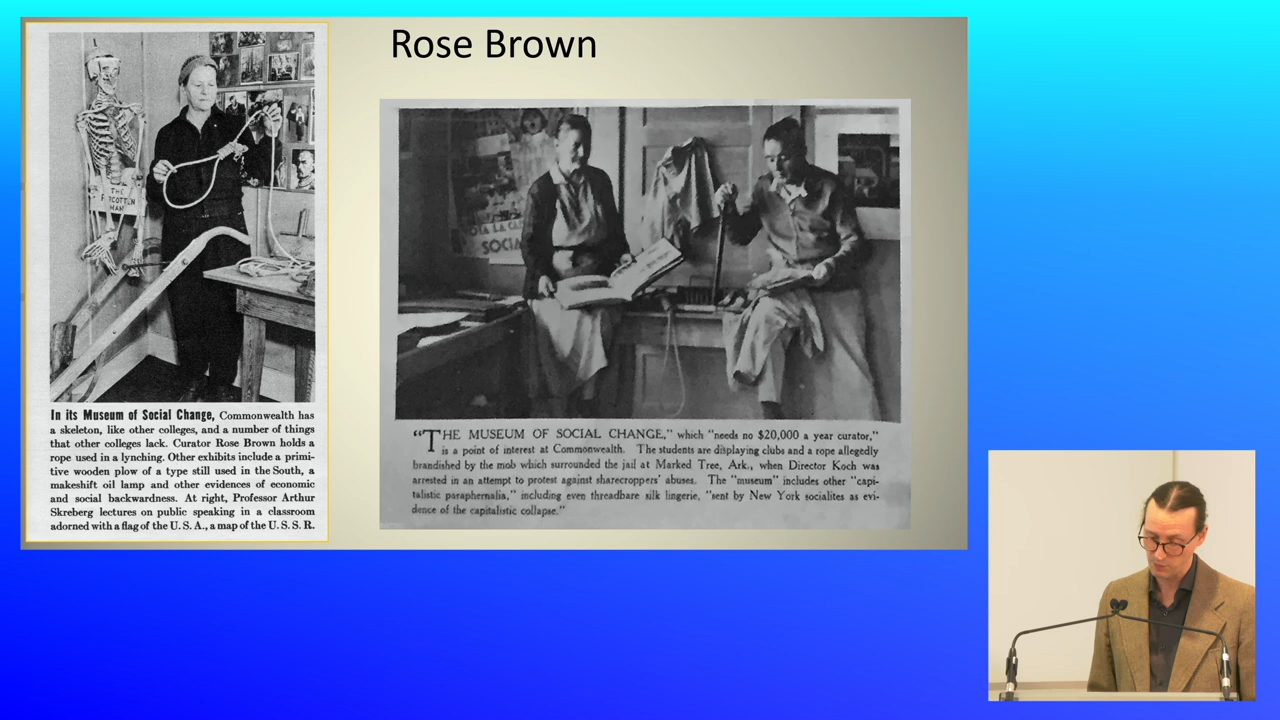 Rose Brown
THE
FORGOTTEN
MAN
In its Museum of Social Change, Commonwealth has
a skeleton, like other colleges, and a number of things
that other colleges lack. Curator Rose Brown holds a
rope used in a lynching. Other exhibits include a primi-
tive wooden plow of a type still used in the South, a
makeshift oil lamp and other evidences of economic
and social backwardness. At right, Professor Arthur
Skreberg lectures on public speaking in a classroom
adorned with a flag of the U. S. A., a map of the U. S. S. R.
SOCIA
“THE MUSEUM OF SOCIAL CHANGE,” which “needs no $20,000 a year curator,”
is a point of interest at Commonwealth. The students are displaying clubs and a rope allegedly
brandished by the mob which surrounded the jail at Marked Tree, Ark., when Director Koch was
arrested in an attempt to protest against sharecroppers’ abuses. The “museum” includes other “capi-
talistic paraphernalia,” including even threadbare silk lingerie, “sent by New York socialites as evi-
dence of the capitalistic collapse.”